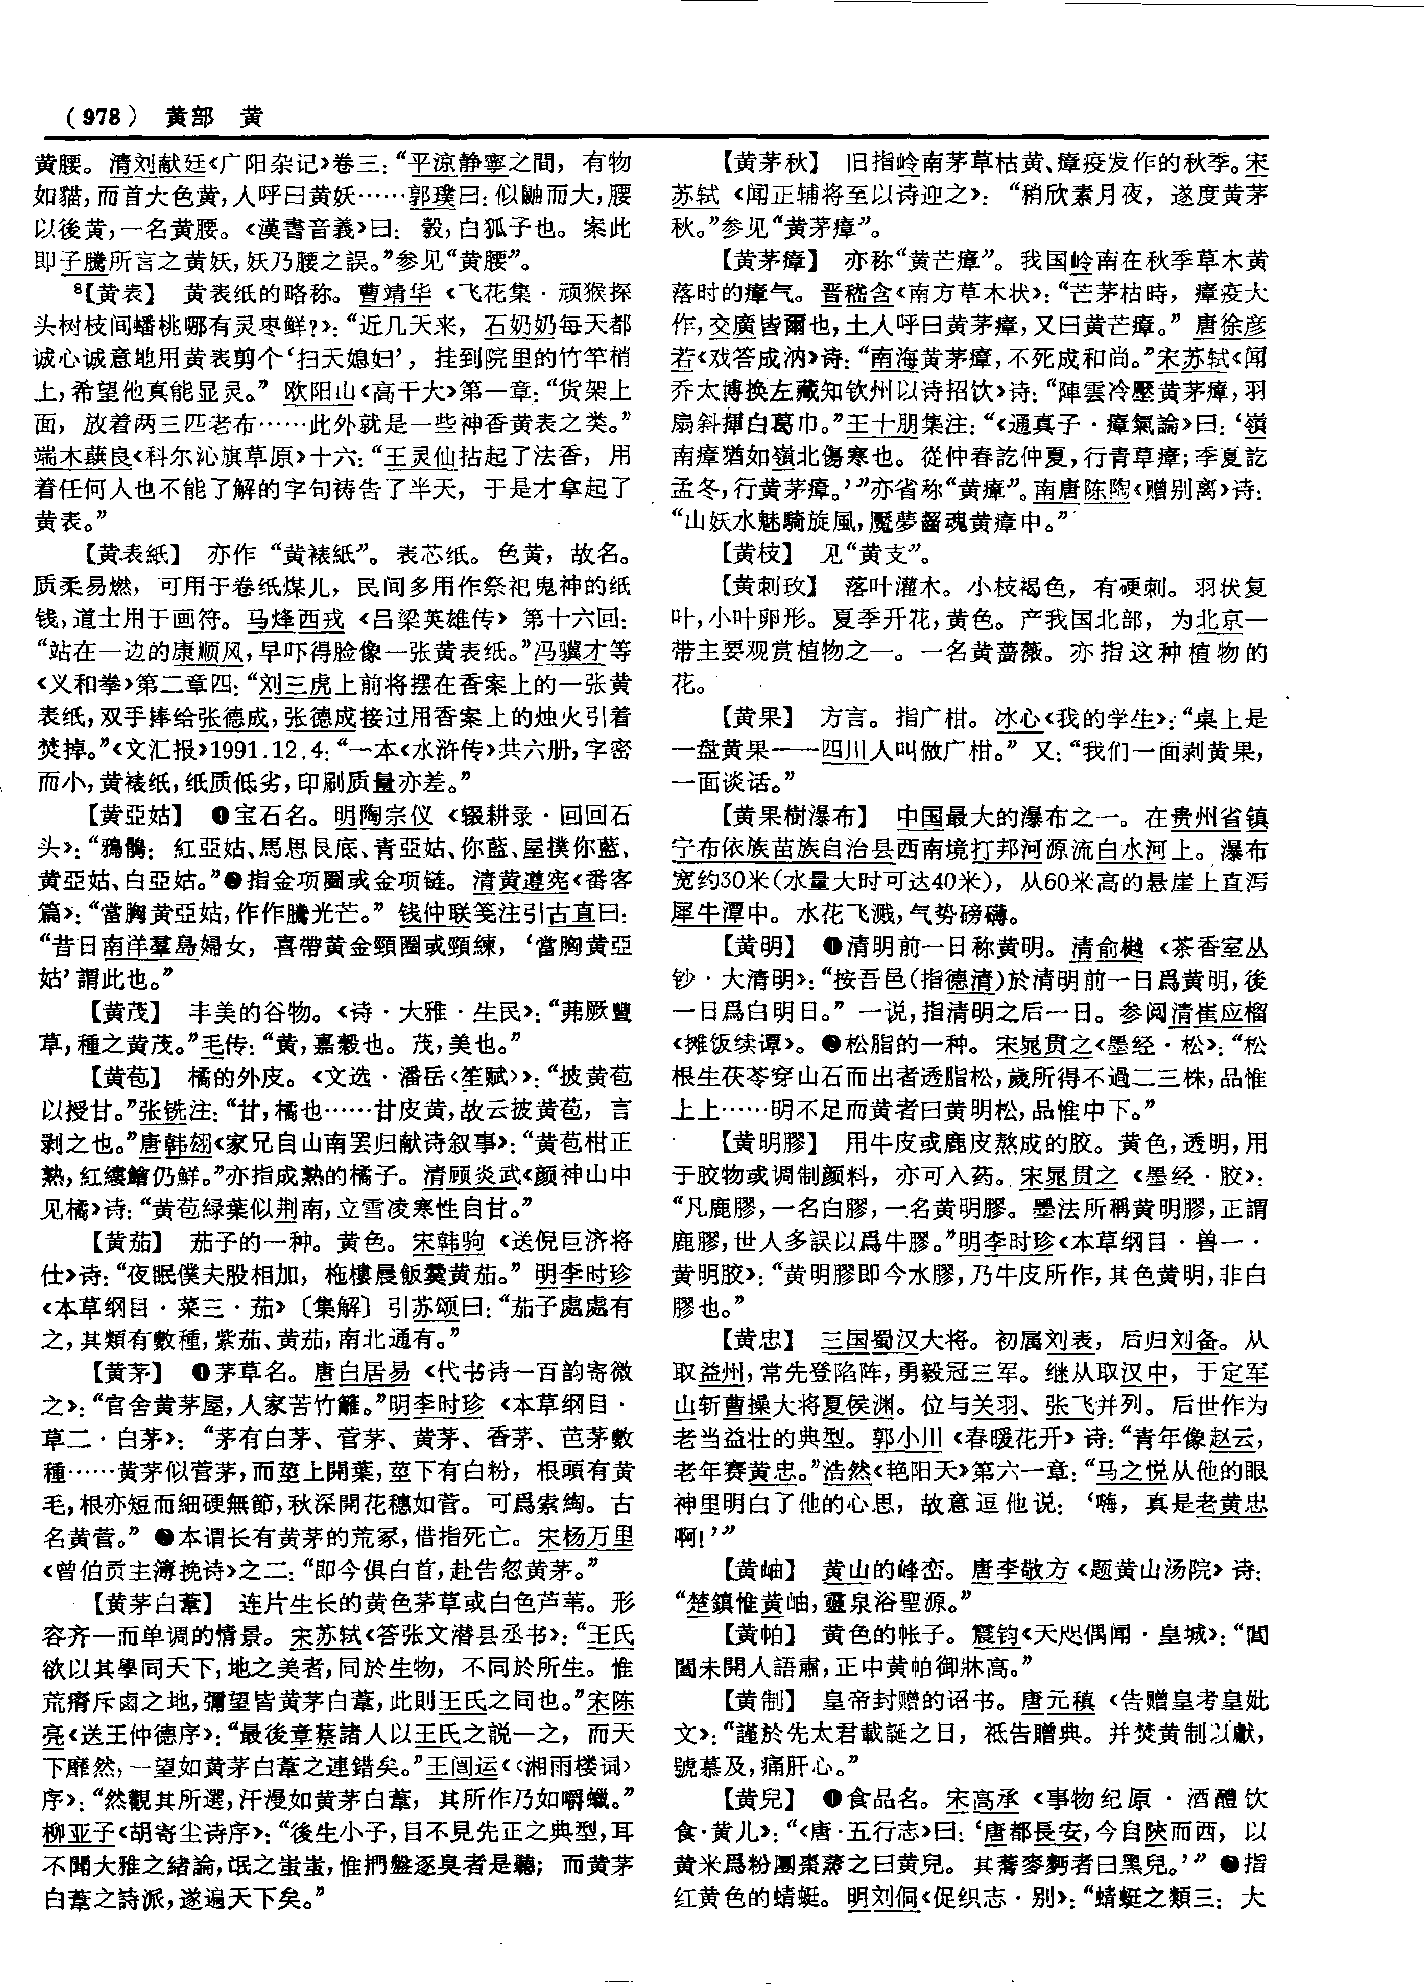 （978） 黄部 黄
黄腰。清刘献廷《广阳杂记》卷三：“平涼静寧之間，有物
如貓，而首大色黄，人呼曰黄妖……郭璞曰：似鼬而大，腰
以後黄，一名黄腰。《漢書音義》曰： 縠，白狐子也。案此
即子騰所言之黄妖，妖乃腰之誤。”参见“黄腰”。
8【黄表】 黄表纸的略称。曹靖华《飞花集·顽猴探
头树枝间蟠桃哪有灵枣鲜？》：“近几天来，石奶奶每天都
诚心诚意地用黄表剪个‘扫天媳妇’，挂到院里的竹竿梢
上，希望他真能显灵。” 欧阳山《高干大》第一章：“货架上
面，放着两三匹老布……此外就是一些神香黄表之类。”
端木蕻良《科尔沁旗草原》十六：“王灵仙拈起了法香，用
着任何人也不能了解的字句祷告了半天，于是才拿起了
黄表。”
【黄表紙】 亦作“黄裱紙”。表芯纸。色黄，故名。
质柔易燃，可用于卷纸煤儿，民间多用作祭祀鬼神的纸
钱，道士用于画符。马烽西戎《吕梁英雄传》第十六回：
“站在一边的康顺风，早吓得脸像一张黄表纸。”冯骥才等
《义和拳》第二章四：“刘三虎上前将摆在香案上的一张黄
表纸，双手捧给张德成，张德成接过用香案上的烛火引着
焚掉。”《文汇报》1991.12.4：“一本《水浒传》共六册，字密
而小，黄裱纸，纸质低劣，印刷质量亦差。”
【黄亞姑】 ❶宝石名。明陶宗仪《辍耕录·回回石
头》：“鴉鶻：紅亞姑、馬思艮底、青亞姑、你藍、屋撲你藍、
黄亞姑、白亞姑。”❷指金项圈或金项链。清黄遵宪《番客
篇》：“當胸黄亞姑，作作騰光芒。” 钱仲联笺注引古直曰：
“昔日南洋羣島婦女，喜帶黄金頸圈或頸練，‘當胸黄亞
姑’謂此也。”
【黄茂】 丰美的谷物。《诗·大雅·生民》：“茀厥豐
草，種之黄茂。”毛传：“黄，嘉穀也。茂，美也。”
【黄苞】 橘的外皮。《文选·潘岳〈笙赋〉》：“披黄苞
以授甘。”张铣注：“甘，橘也……甘皮黄，故云披黄苞，言
剥之也。”唐韩翃《家兄自山南罢归献诗叙事》：“黄苞柑正
熟，紅縷鱠仍鮮。”亦指成熟的橘子。清顾炎武《颜神山中
见橘》诗：“黄苞緑葉似荆南，立雪凌寒性自甘。”
【黄茄】 茄子的一种。黄色。宋韩驹《送倪巨济将
仕》诗：“夜眠僕夫股相加，柂樓晨飯羹黄茄。” 明李时珍
《本草纲目·菜三·茄》〔集解〕引苏颂曰：“茄子處處有
之，其類有數種，紫茄、黄茄，南北通有。”
【黄茅】 ❶茅草名。唐白居易《代书诗一百韵寄微
之》：“官舍黄茅屋，人家苦竹籬。”明李时珍《本草纲目·
草二·白茅》：“茅有白茅、菅茅、黄茅、香茅、芭茅數
種……黄茅似菅茅，而莖上開葉，莖下有白粉，根頭有黄
毛，根亦短而細硬無節，秋深開花穗如菅。可爲索綯。古
名黄菅。” ❷本谓长有黄茅的荒冢，借指死亡。宋杨万里
《曾伯贡主簿挽诗》之二：“即今俱白首，赴告忽黄茅。”
【黄茅白葦】 连片生长的黄色茅草或白色芦苇。形
容齐一而单调的情景。宋苏轼《答张文潜县丞书》：“王氏
欲以其學同天下，地之美者，同於生物，不同於所生。惟
荒瘠斥鹵之地，彌望皆黄茅白葦，此則王氏之同也。”宋陈
亮《送王仲德序》：“最後章蔡諸人以王氏之説一之，而天
下靡然，一望如黄茅白葦之連錯矣。”王闿运《〈湘雨楼词〉
序》：“然觀其所選，汗漫如黄茅白葦，其所作乃如嚼蠟。”
柳亚子《胡寄尘诗序》：“後生小子，目不見先正之典型，耳
不聞大雅之緒論，氓之蚩蚩，惟捫盤逐臭者是聽；而黄茅
白葦之詩派，遂遍天下矣。”
【黄茅秋】 旧指岭南茅草枯黄、瘴疫发作的秋季。宋
苏轼《闻正辅将至以诗迎之》：“稍欣素月夜，遂度黄茅
秋。”参见“黄茅瘴”。
【黄茅瘴】 亦称“黄芒瘴”。我国岭南在秋季草木黄
落时的瘴气。晋嵇含《南方草木状》：“芒茅枯時，瘴疫大
作，交廣皆爾也，土人呼曰黄茅瘴，又曰黄芒瘴。” 唐徐彦
若《戏答成汭》诗：“南海黄茅瘴，不死成和尚。”宋苏轼《闻
乔太博换左藏知钦州以诗招饮》诗：“陣雲冷壓黄茅瘴，羽
扇斜揮白葛巾。”王十朋集注：“《通真子·瘴氣論》曰：‘嶺
南瘴猶如嶺北傷寒也。從仲春訖仲夏，行青草瘴；季夏訖
孟冬，行黄茅瘴。’”亦省称“黄瘴”。南唐陈陶《赠别离》诗：
“山妖水魅騎旋風，魘夢齧魂黄瘴中。”
【黄枝】 见“黄支”。
【黄刺玫】 落叶灌木。小枝褐色，有硬刺。羽状复
叶，小叶卵形。夏季开花，黄色。产我国北部，为北京一
带主要观赏植物之一。一名黄蔷薇。亦指这种植物的
花。
【黄果】 方言。指广柑。冰心《我的学生》：“桌上是
一盘黄果——四川人叫做广柑。” 又：“我们一面剥黄果，
一面谈话。”
【黄果樹瀑布】 中国最大的瀑布之一。在贵州省镇
宁布依族苗族自治县西南境打邦河源流白水河上。瀑布
宽约30米（水量大时可达40米），从60米高的悬崖上直泻
犀牛潭中。水花飞溅，气势磅礴。
【黄明】 ❶清明前一日称黄明。清俞樾《茶香室丛
钞·大清明》：“按吾邑（指德清）於清明前一日爲黄明，後
一日爲白明日。” 一说，指清明之后一日。参阅清崔应榴
《摊饭续谭》。❷松脂的一种。宋晁贯之《墨经·松》：“松
根生茯苓穿山石而出者透脂松，歲所得不過二三株，品惟
上上……明不足而黄者曰黄明松，品惟中下。”
【黄明膠】 用牛皮或鹿皮熬成的胶。黄色，透明，用
于胶物或调制颜料，亦可入药。宋晁贯之《墨经·胶》：
“凡鹿膠，一名白膠，一名黄明膠。墨法所稱黄明膠，正謂
鹿膠，世人多誤以爲牛膠。”明李时珍《本草纲目·兽一·
黄明胶》：“黄明膠即今水膠，乃牛皮所作，其色黄明，非白
膠也。”
【黄忠】 三国蜀汉大将。初属刘表，后归刘备。从
取益州，常先登陷阵，勇毅冠三军。继从取汉中，于定军
山斩曹操大将夏侯渊。位与关羽、张飞并列。后世作为
老当益壮的典型。郭小川《春暖花开》诗：“青年像赵云，
老年赛黄忠。”浩然《艳阳天》第六一章：“马之悦从他的眼
神里明白了他的心思，故意逗他说：‘嗨，真是老黄忠
啊！’”
【黄岫】 黄山的峰峦。唐李敬方《题黄山汤院》诗：
“楚鎮惟黄岫，靈泉浴聖源。”
【黄帕】 黄色的帐子。震钧《天咫偶闻·皇城》：“閶
闔未開人語肅，正中黄帕御牀高。”
【黄制】 皇帝封赠的诏书。唐元稹《告赠皇考皇妣
文》：“謹於先太君載誕之日，祗告贈典。并焚黄制以獻，
號慕及，痛肝心。”
【黄兒】 ❶食品名。宋高承《事物纪原·酒醴饮
食·黄儿》：“《唐·五行志》曰：‘唐都長安，今自陝而西，以
黄米爲粉團棗蒸之曰黄兒。其蕎麥麪者曰黑兒。’” ❷指
红黄色的蜻蜓。明刘侗《促织志·别》：“蜻蜓之類三：大